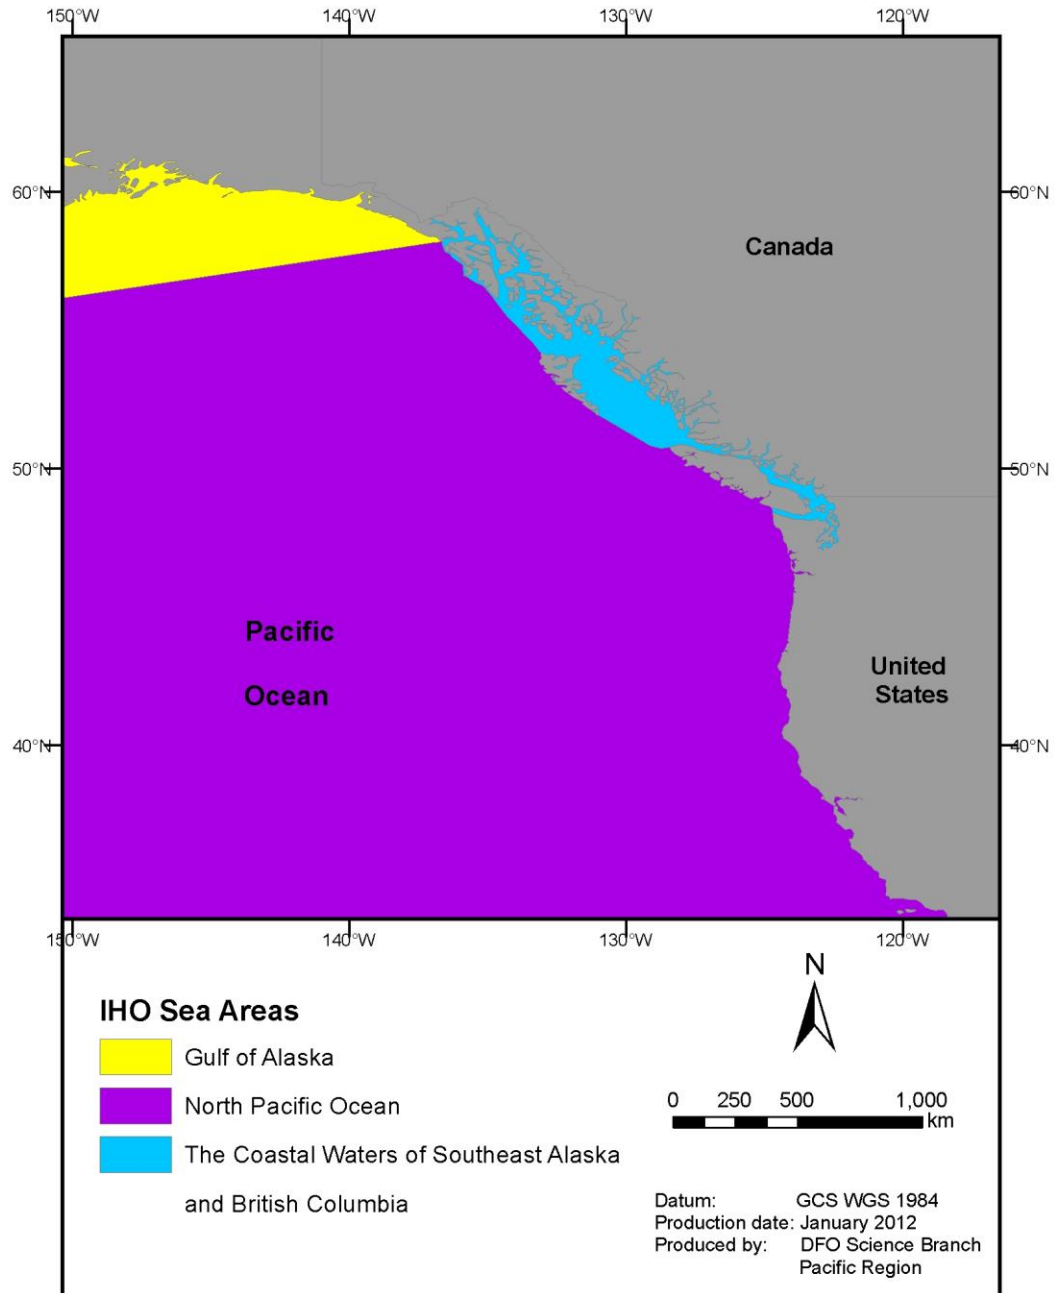 150°W 140°W 130°W 120°W
60°N 60°N
Canada
50°N 50°N
Pacific
Ocean
United
States
40°N 40°N
150°W 140°W 130°W 120°W
N
IHO Sea Areas
Gulf of Alaska
North Pacific Ocean
The Coastal Waters of Southeast Alaska
and British Columbia
0 250 500 1,000
km
Datum: GCS WGS 1984
Production date: January 2012
Produced by: DFO Science Branch
Pacific Region